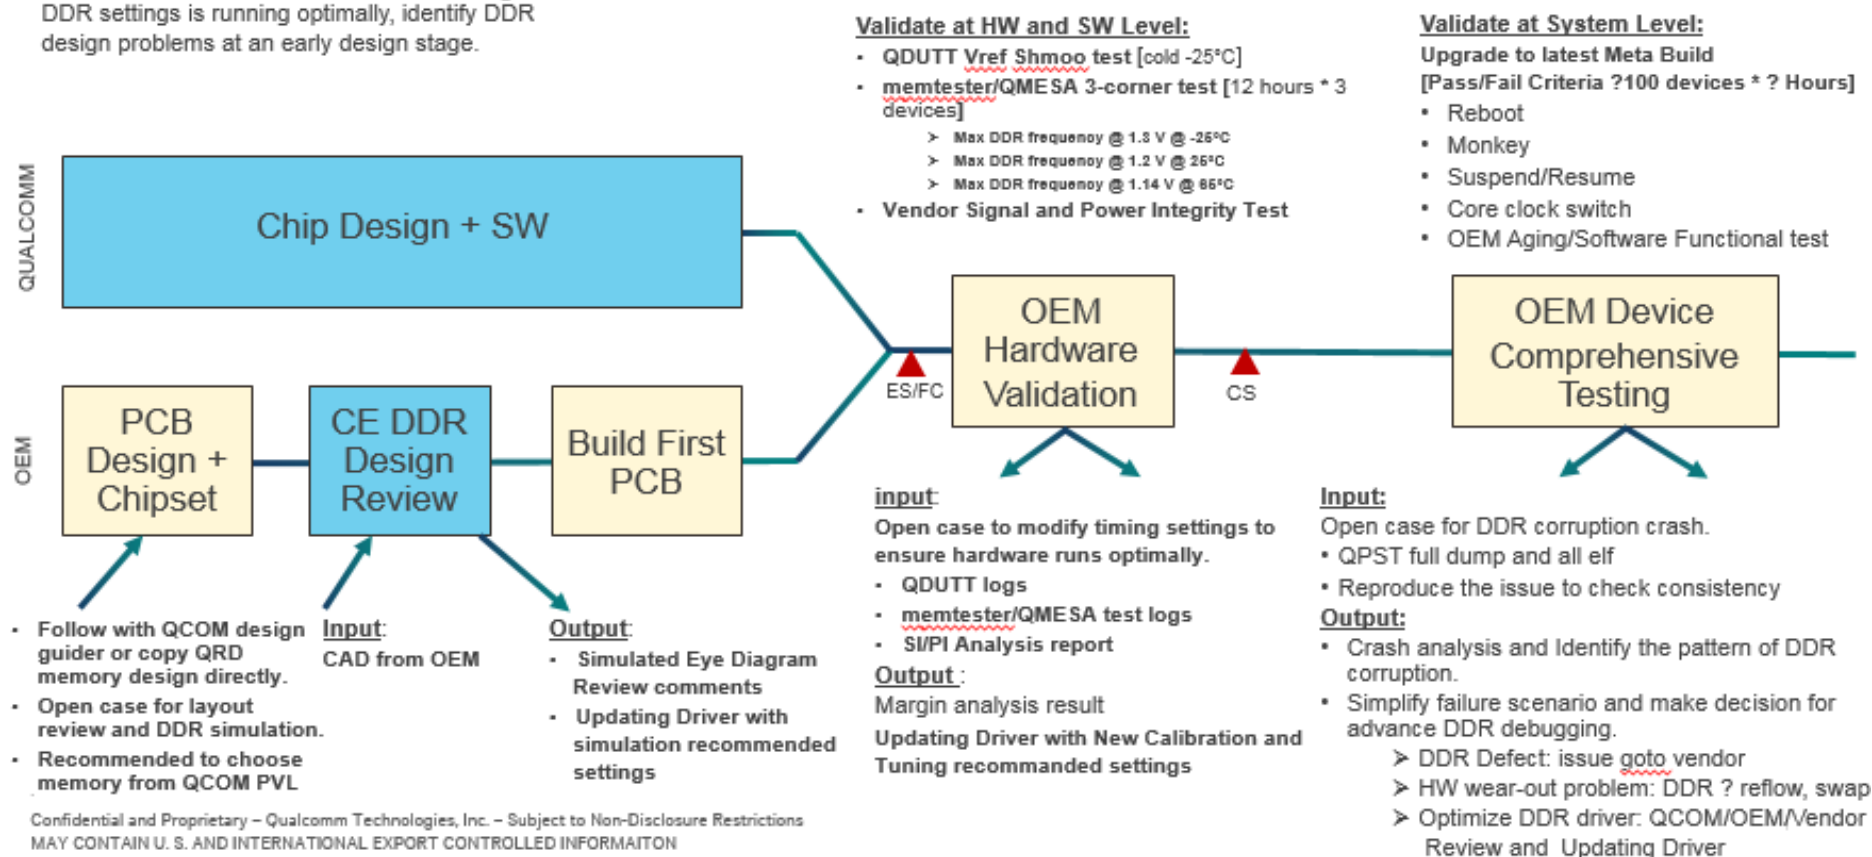 DDR settings is running optimally, identify DDR
design problems at an early design stage.
Validate at HW and SW Level:
▪ QDUTT Vref Shmoo test [cold -25°C]
▪ memtester/QMESA 3-corner test [12 hours * 3
devices]
➢ Max DDR frequency @ 1.3 V @ -25°C
➢ Max DDR frequency @ 1.2 V @ 25°C
➢ Max DDR frequency @ 1.14 V @ 65°C
▪ Vendor Signal and Power Integrity Test
Validate at System Level:
Upgrade to latest Meta Build
[Pass/Fail Criteria ?100 devices * ? Hours]
• Reboot
• Monkey
• Suspend/Resume
• Core clock switch
• OEM Aging/Software Functional test
QUALCOMM
Chip Design + SW
OEM
PCB
Design +
Chipset
CE DDR
Design
Review
Build First
PCB
ES/FC
OEM
Hardware
Validation
CS
OEM Device
Comprehensive
Testing
▪ Follow with QCOM design
guider or copy QRD
memory design directly.
▪ Open case for layout
review and DDR simulation.
▪ Recommended to choose
memory from QCOM PVL
Input:
CAD from OEM
Output:
▪ Simulated Eye Diagram
Review comments
▪ Updating Driver with
simulation recommended
settings
input:
Open case to modify timing settings to
ensure hardware runs optimally.
▪ QDUTT logs
▪ memtester/QMESA test logs
▪ SI/PI Analysis report
Output :
Margin analysis result
Updating Driver with New Calibration and
Tuning recommanded settings
Input:
Open case for DDR corruption crash.
• QPST full dump and all elf
• Reproduce the issue to check consistency
Output:
• Crash analysis and Identify the pattern of DDR
corruption.
• Simplify failure scenario and make decision for
advance DDR debugging.
➢ DDR Defect: issue goto vendor
➢ HW wear-out problem: DDR ? reflow, swap
➢ Optimize DDR driver: QCOM/OEM/Vendor
Review and Updating Driver
Confidential and Proprietary – Qualcomm Technologies, Inc. – Subject to Non-Disclosure Restrictions
MAY CONTAIN U. S. AND INTERNATIONAL EXPORT CONTROLLED INFORMAITON